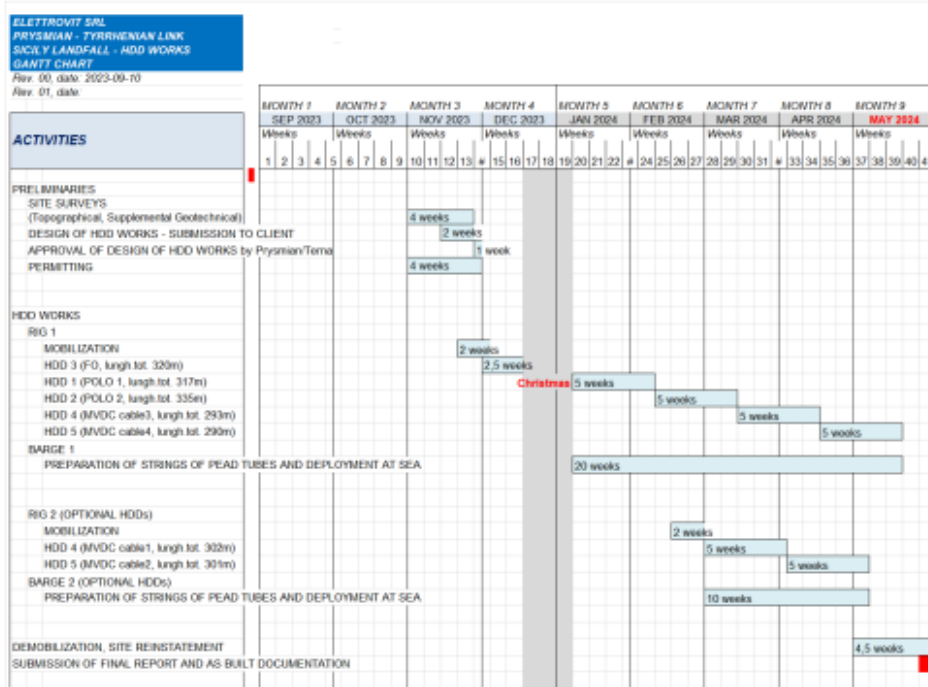 ELETTROVIT SRL
PRYSMIAN - TYRRHENIAN LINK
SICILY LANDFALL - HDD WORKS
GANTT CHART
Rev. 00, date: 2023-09-10
Rev. 01, date:
MONTH 1 MONTH 2 MONTH 3 MONTH 4 MONTH 5 MONTH 6 MONTH 7 MONTH 8 MONTH 9
SEP 2023 OCT 2023 NOV 2023 DEC 2023 JAN 2024 FEB 2024 MAR 2024 APR 2024 MAY 2024
ACTIVITIES
Weeks Weeks Weeks Weeks Weeks Weeks Weeks Weeks Weeks
1 2 3 4 5 6 7 8 9 10 11 12 13 # 15 16 17 18 19 20 21 22 # 24 25 26 27 28 29 30 31 # 33 34 35 36 37 38 39 40
PRELIMINARIES
SITE SURVEYS
(Topographical, Supplemental Geotechnical) 4 weeks
DESIGN OF HDD WORKS - SUBMISSION TO CLIENT 2 weeks
APPROVAL OF DESIGN OF HDD WORKS by Prysmian/Terna 1 week
PERMITTING 4 weeks
HDD WORKS
RIG 1
MOBILIZATION 2 weeks
HDD 3 (FO, lungh.tot. 320m) 2,5 weeks
HDD 1 (POLO 1, lungh.tot. 317m) Christmas 5 weeks
HDD 2 (POLO 2, lungh.tot. 335m) 5 weeks
HDD 4 (MVDC cable3, lungh.tot. 293m) 5 weeks
HDD 5 (MVDC cable4, lungh.tot. 290m) 5 weeks
BARGE 1
PREPARATION OF STRINGS OF PEAD TUBES AND DEPLOYMENT AT SEA 20 weeks
RIG 2 (OPTIONAL HDDs)
MOBILIZATION 2 weeks
HDD 4 (MVDC cable1, lungh.tot. 302m) 5 weeks
HDD 5 (MVDC cable2, lungh.tot. 301m) 5 weeks
BARGE 2 (OPTIONAL HDDs)
PREPARATION OF STRINGS OF PEAD TUBES AND DEPLOYMENT AT SEA 10 weeks
DEMOBILIZATION, SITE REINSTATEMENT 4,5 weeks
SUBMISSION OF FINAL REPORT AND AS BUILT DOCUMENTATION